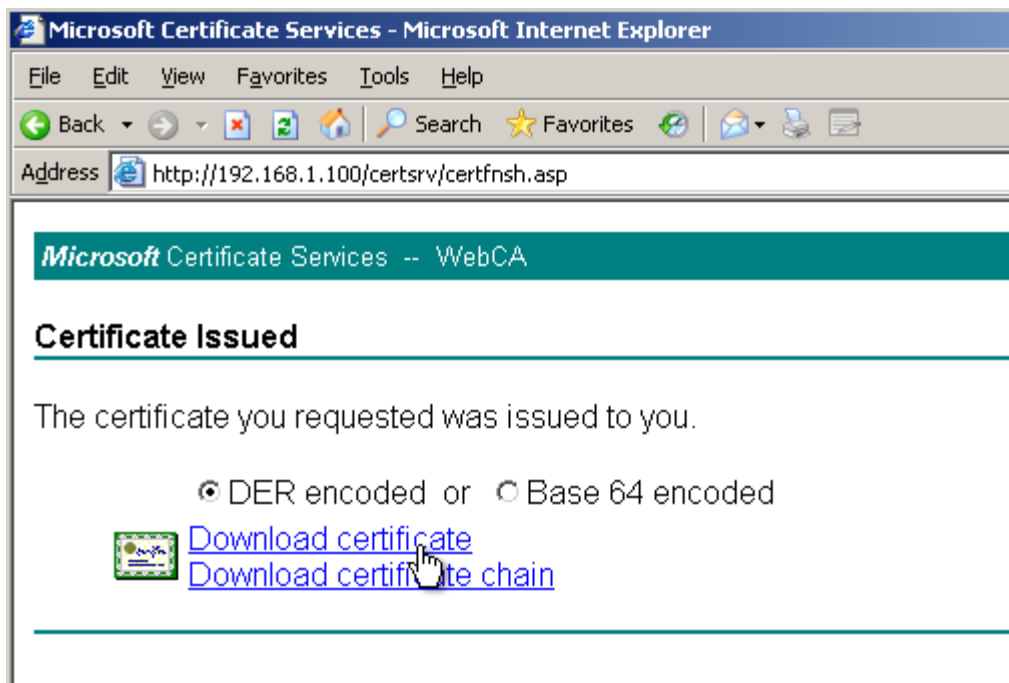 Microsoft Certificate Services - Microsoft Internet Explorer
File Edit View Favorites Tools Help
Back Search Favorites
Address http://192.168.1.100/certsrv/certfnsh.asp
Microsoft Certificate Services -- WebCA
Certificate Issued
The certificate you requested was issued to you.
DER encoded or Base 64 encoded
Download certificate
Download certificate chain